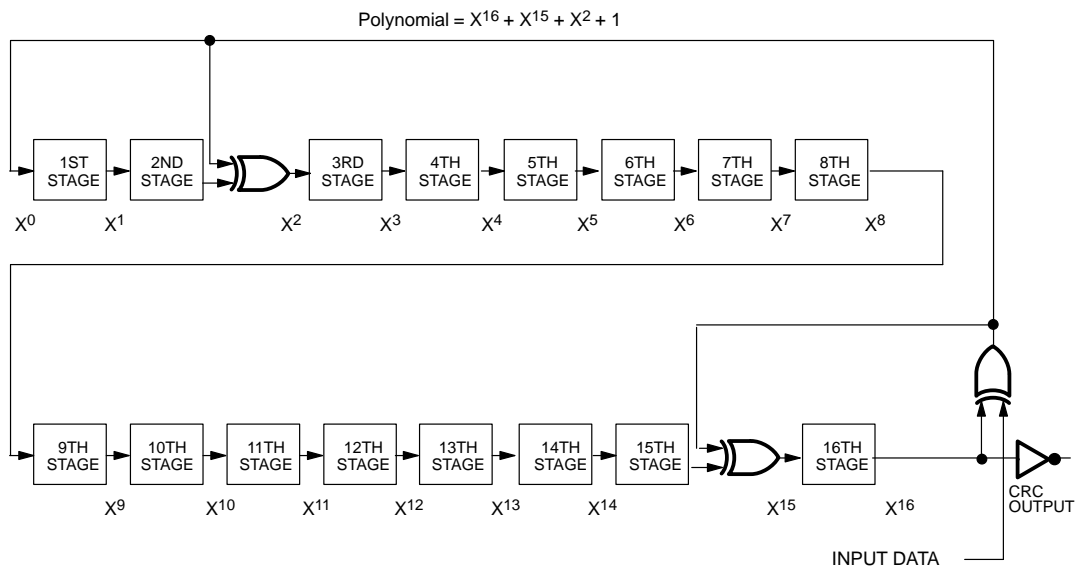 Polynomial = X16 + X15 + X2 + 1
1ST
STAGE
2ND
STAGE
3RD
STAGE
4TH
STAGE
5TH
STAGE
6TH
STAGE
7TH
STAGE
8TH
STAGE
X0
X1
X2
X3
X4
X5
X6
X7
X8
9TH
STAGE
10TH
STAGE
11TH
STAGE
12TH
STAGE
13TH
STAGE
14TH
STAGE
15TH
STAGE
16TH
STAGE
X9
X10
X11
X12
X13
X14
X15
X16
CRC
OUTPUT
INPUT DATA